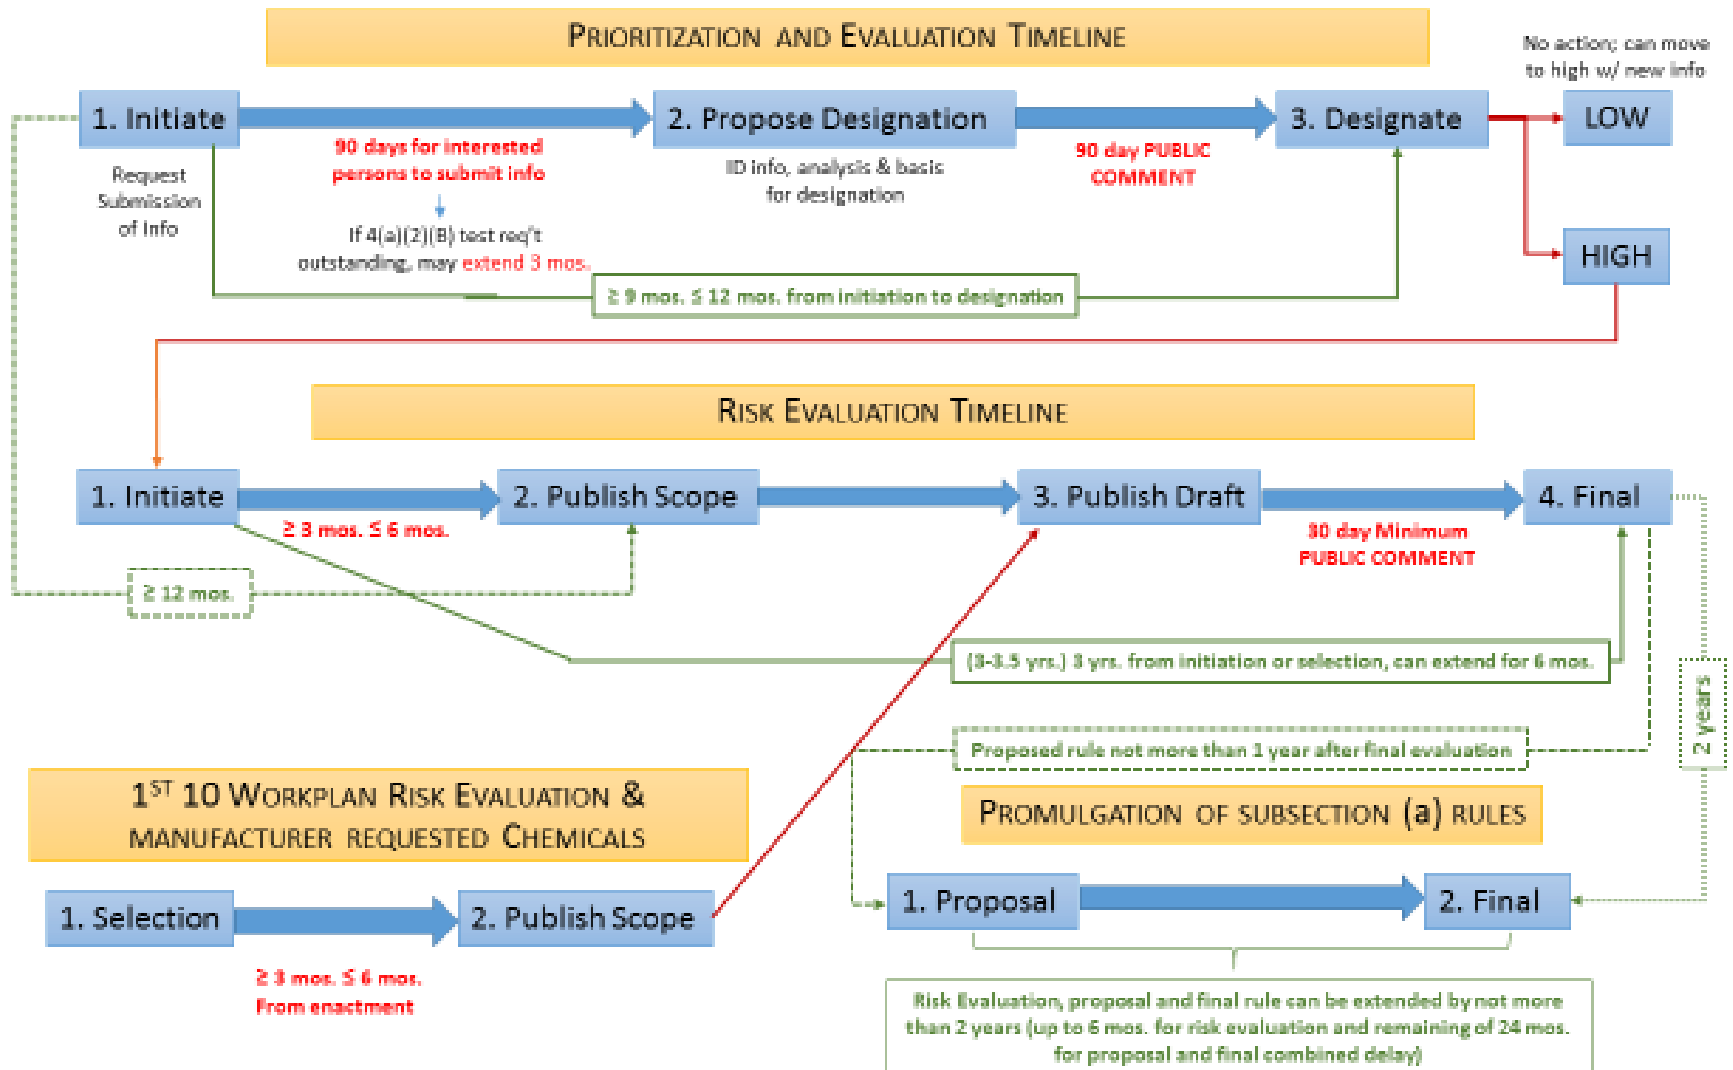 PRIORITIZATION AND EVALUATION TIMELINE
No action; can move
to high w/ new info
1. Initiate
2. Propose Designation
3. Designate
LOW
90 days for interested
persons to submit info
ID info, analysis & basis
for designation
90 day PUBLIC
COMMENT
Request
Submission
of Info
If 4(a)(2)(B) test req't
outstanding, may extend 3 mos.
HIGH
≥ 9 mos. ≤ 12 mos. from initiation to designation
RISK EVALUATION TIMELINE
1. Initiate
2. Publish Scope
3. Publish Draft
4. Final
≥ 3 mos. ≤ 6 mos.
30 day Minimum
PUBLIC COMMENT
≥ 12 mos.
(3-3.5 yrs.) 3 yrs. from initiation or selection, can extend for 6 mos.
2 years
Proposed rule not more than 1 year after final evaluation
1ST 10 WORKPLAN RISK EVALUATION &
MANUFACTURER REQUESTED CHEMICALS
PROMULGATION OF SUBSECTION (a) RULES
1. Selection
2. Publish Scope
1. Proposal
2. Final
≥ 3 mos. ≤ 6 mos.
From enactment
Risk Evaluation, proposal and final rule can be extended by not more
than 2 years (up to 6 mos. for risk evaluation and remaining of 24 mos.
for proposal and final combined delay)